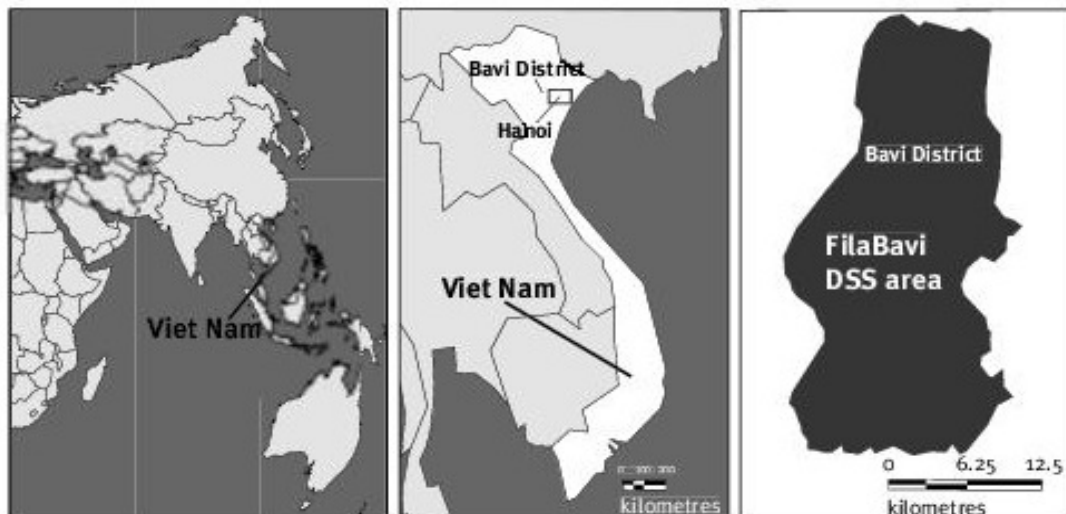 Viet Nam
Bavi District
Hanoi
Viet Nam
kilometres
Bavi District
FilaBavi
DSS area
0 6.25 12.5
kilometres